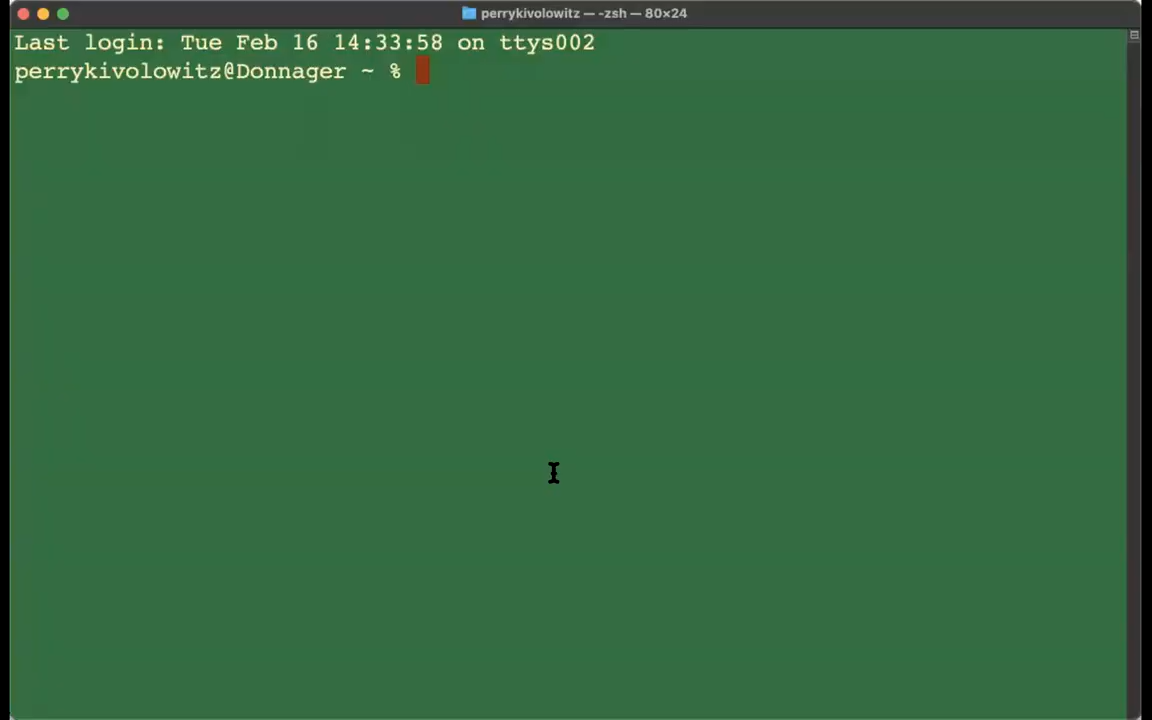 perrykivolowitz — -zsh — 80×24
Last login: Tue Feb 16 14:33:58 on ttys002
perrykivolowitz@Donnager ~ %